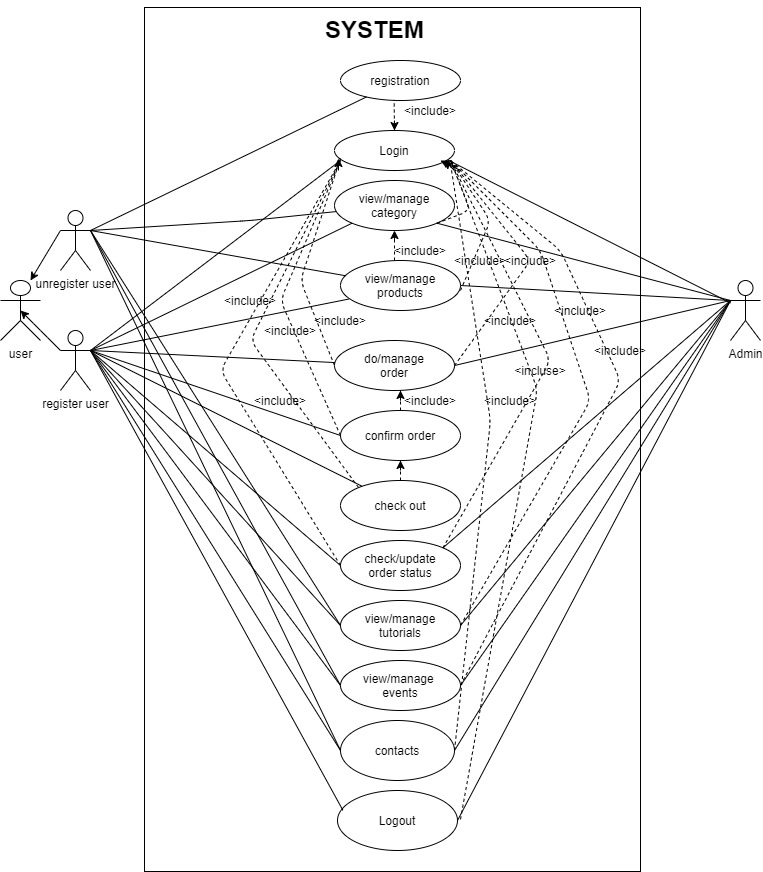 SYSTEM
registration
<include>
Login
view/manage
category
<include>
<include>
<include>
unregister user
view/manage
products
<include>
<include>
<include>
<include>
<include>
user
<include>
Admin
do/manage
order
<incluse>
register user
<include>
<include>
<include>
confirm order
check out
check/update
order status
view/manage
tutorials
view/manage
events
contacts
Logout